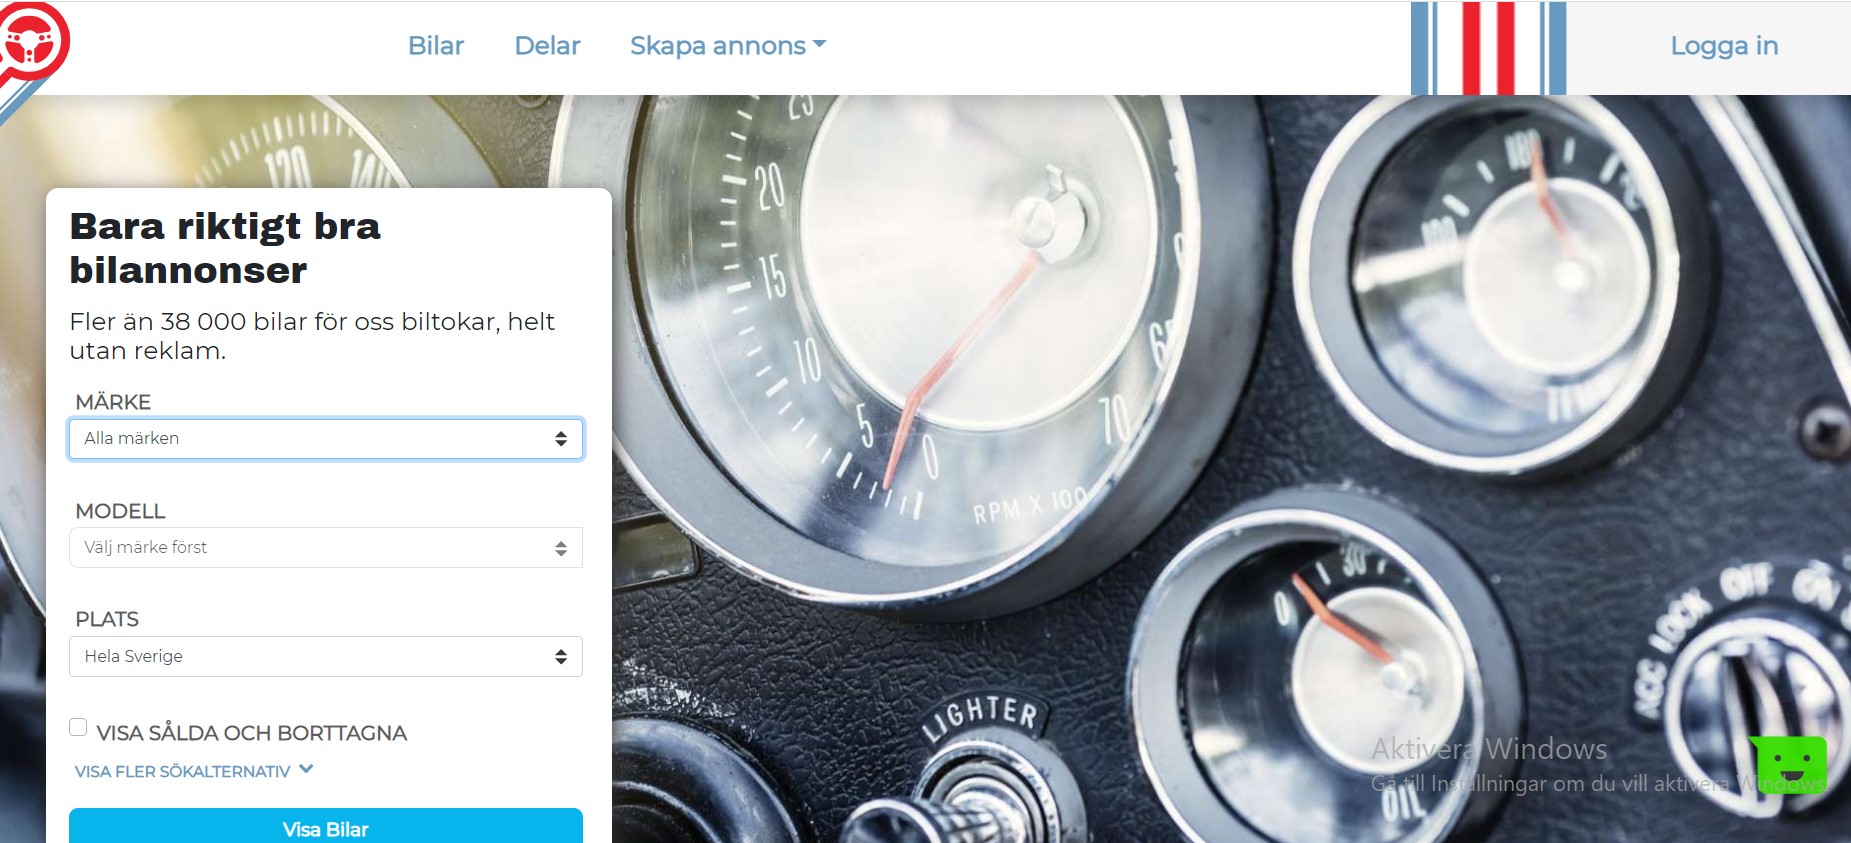 Bilar Delar Skapa annons Logga in
Bara riktigt bra
bilannonser
Fler än 38 000 bilar för oss biltokar, helt
utan reklam.
MÄRKE
Alla märken
MODELL
Välj märke först
PLATS
Hela Sverige
VISA SÅLDA OCH BORTTAGNA
VISA FLER SÖKALTERNATIV
Visa Bilar
120 140
25
20
15
10
5
0
65
70
RPM X 100
100
180
TEMP
0
30
OIL
LIGHTER
ACC LOCK OFF ON
Aktivera Windows
Gå till Inställningar om du vill aktivera Windows.